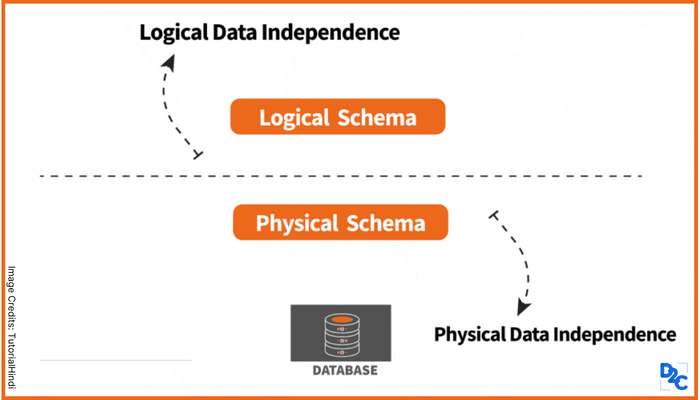 Logical Data Independence
Logical Schema
Physical Schema
Physical Data Independence
DATABASE
Image Credits: TutorialHindi
D2C